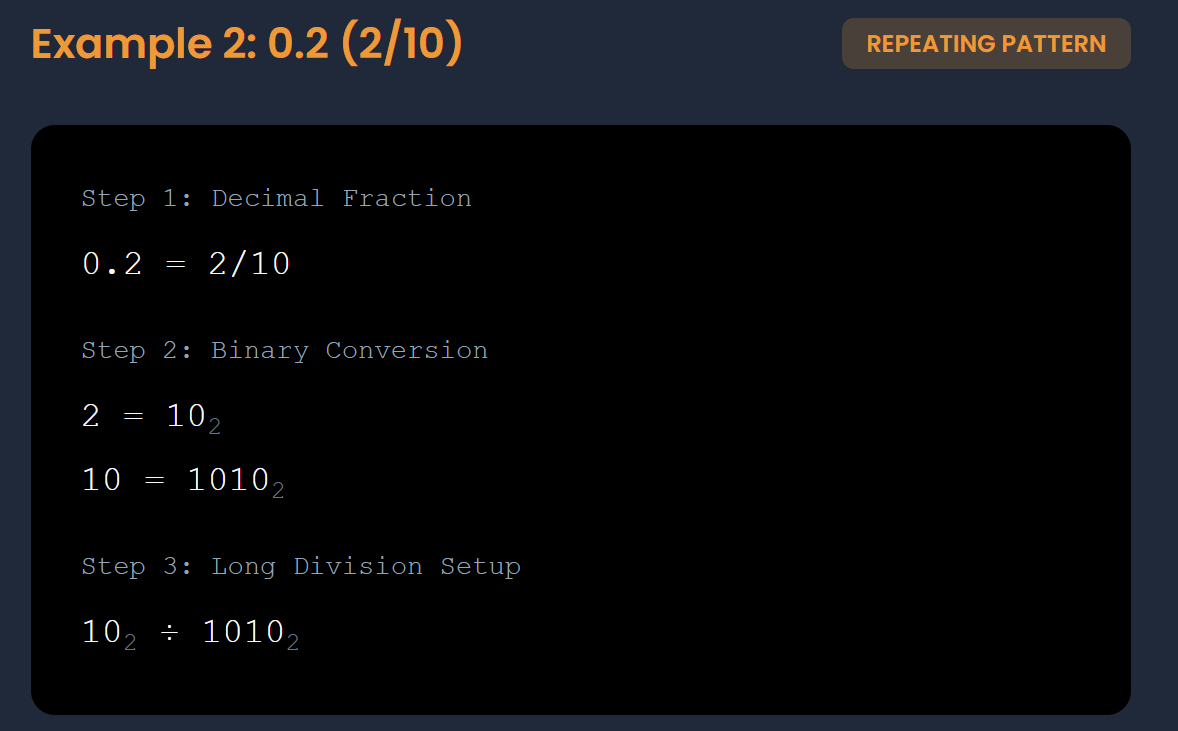 Example 2: 0.2 (2/10)
REPEATING PATTERN
Step 1: Decimal Fraction
0.2 = 2/10
Step 2: Binary Conversion
2 = 10₂
10 = 1010₂
Step 3: Long Division Setup
10₂ ÷ 1010₂